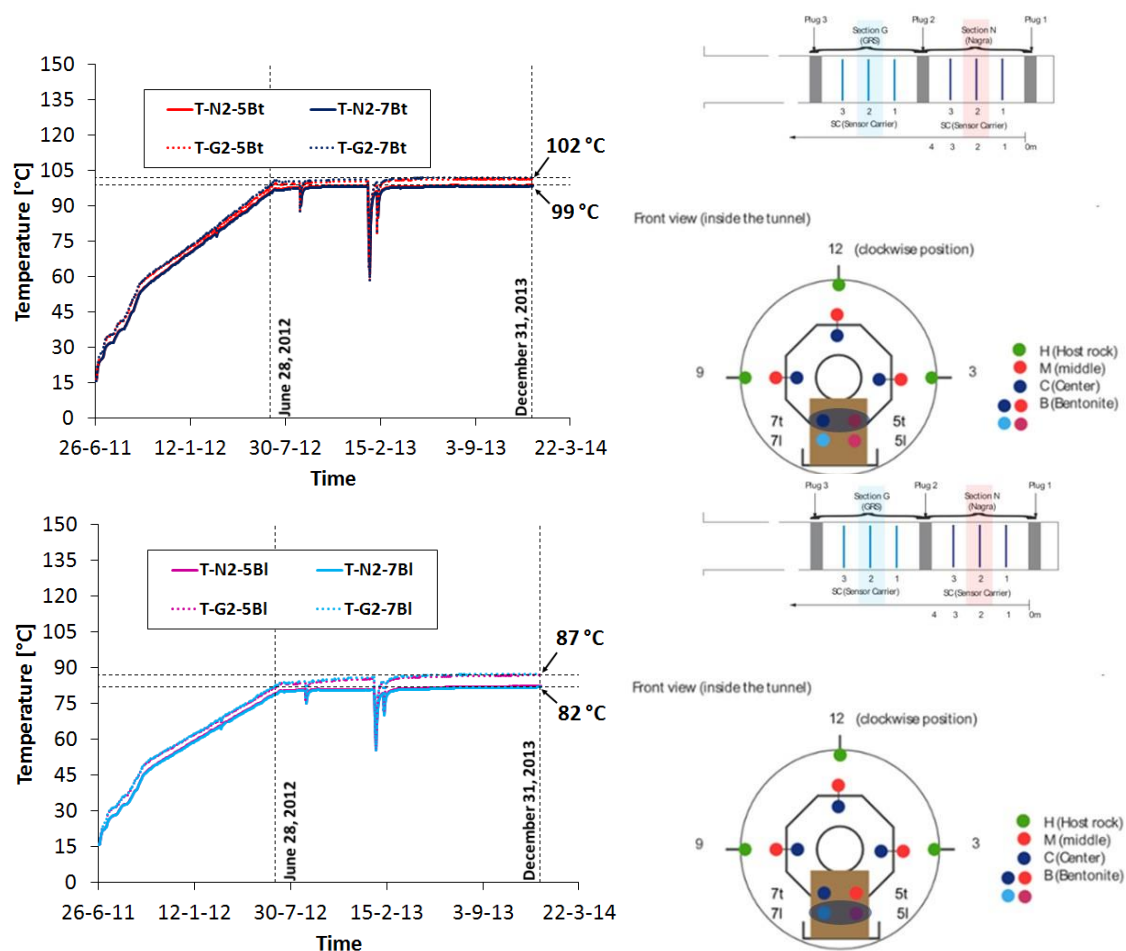 150
135
120
105
90
75
60
45
30
15
0
Temperature [°C]
T-N2-5Bt T-N2-7Bt
T-G2-5Bt T-G2-7Bt
102 °C
99 °C
June 28, 2012
December 31, 2013
26-6-11 12-1-12 30-7-12 15-2-13 3-9-13 22-3-14
Time
Plug 3 Plug 2 Plug 1
Section G Section N
(GRS) (Nagra)
3 2 1 3 2 1
SC (Sensor Carrier) SC (Sensor Carrier)
4 3 2 1 0m
Front view (inside the tunnel)
12 (clockwise position)
9 3
H (Host rock)
M (middle)
C (Center)
B (Bentonite)
7t 5t
7l 5l
150
135
120
105
90
75
60
45
30
15
0
Temperature [°C]
T-N2-5Bl T-N2-7Bl
T-G2-5Bl T-G2-7Bl
87 °C
82 °C
June 28, 2012
December 31, 2013
26-6-11 12-1-12 30-7-12 15-2-13 3-9-13 22-3-14
Time
Plug 3 Plug 2 Plug 1
Section G Section N
(GRS) (Nagra)
3 2 1 3 2 1
SC (Sensor Carrier) SC (Sensor Carrier)
4 3 2 1 0m
Front view (inside the tunnel)
12 (clockwise position)
9 3
H (Host rock)
M (middle)
C (Center)
B (Bentonite)
7t 5t
7l 5l